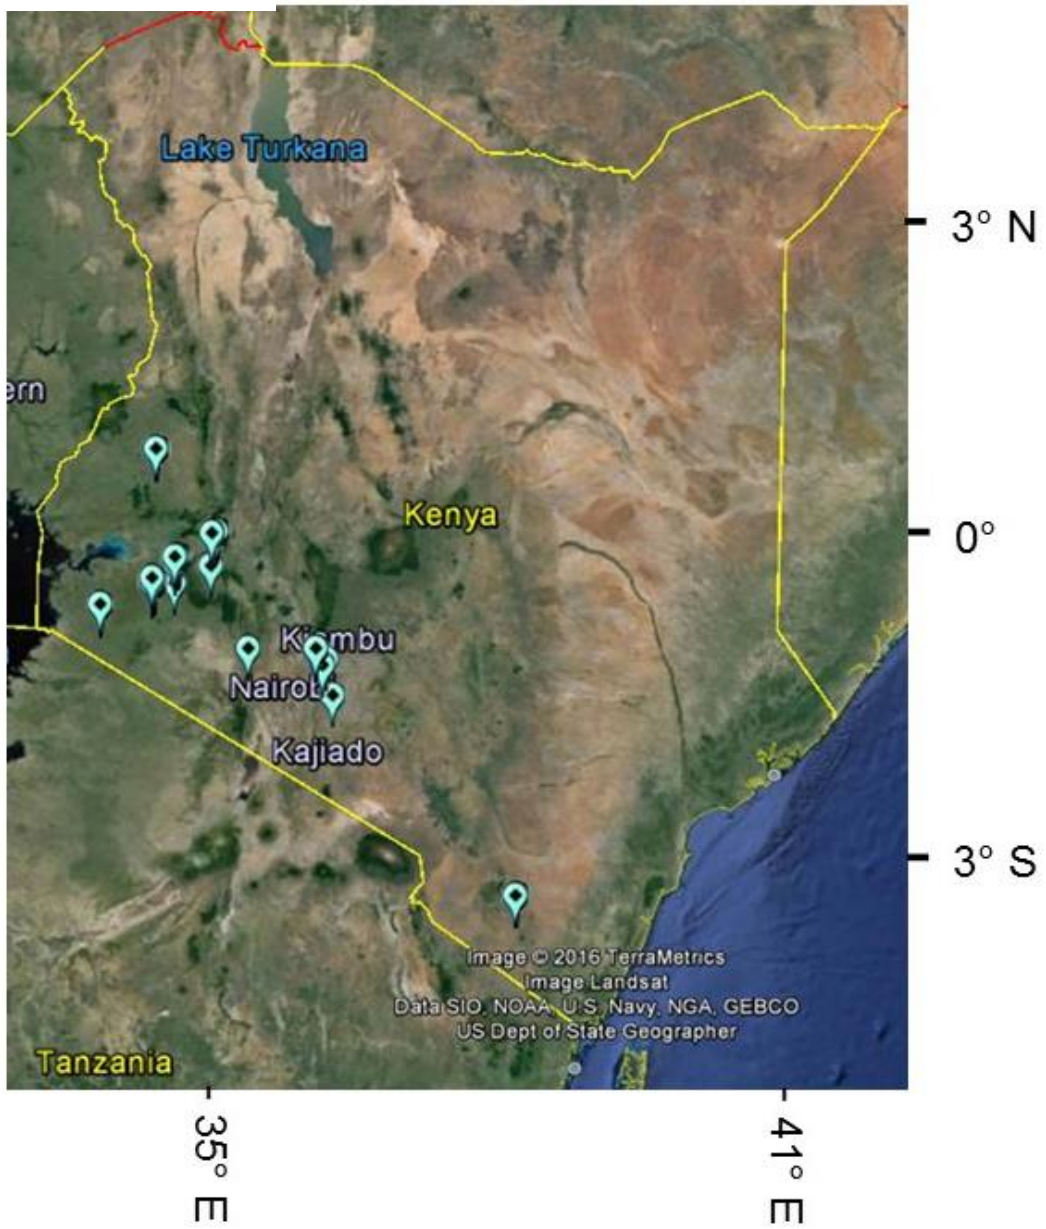 Lake Turkana
3° N
ern
Kenya
0°
Kiambu
Nairobi
Kajiado
3° S
Image © 2016 TerraMetrics
Image Landsat
Data SIO, NOAA, U.S. Navy, NGA, GEBCO
US Dept of State Geographer
Tanzania
35° E
41° E